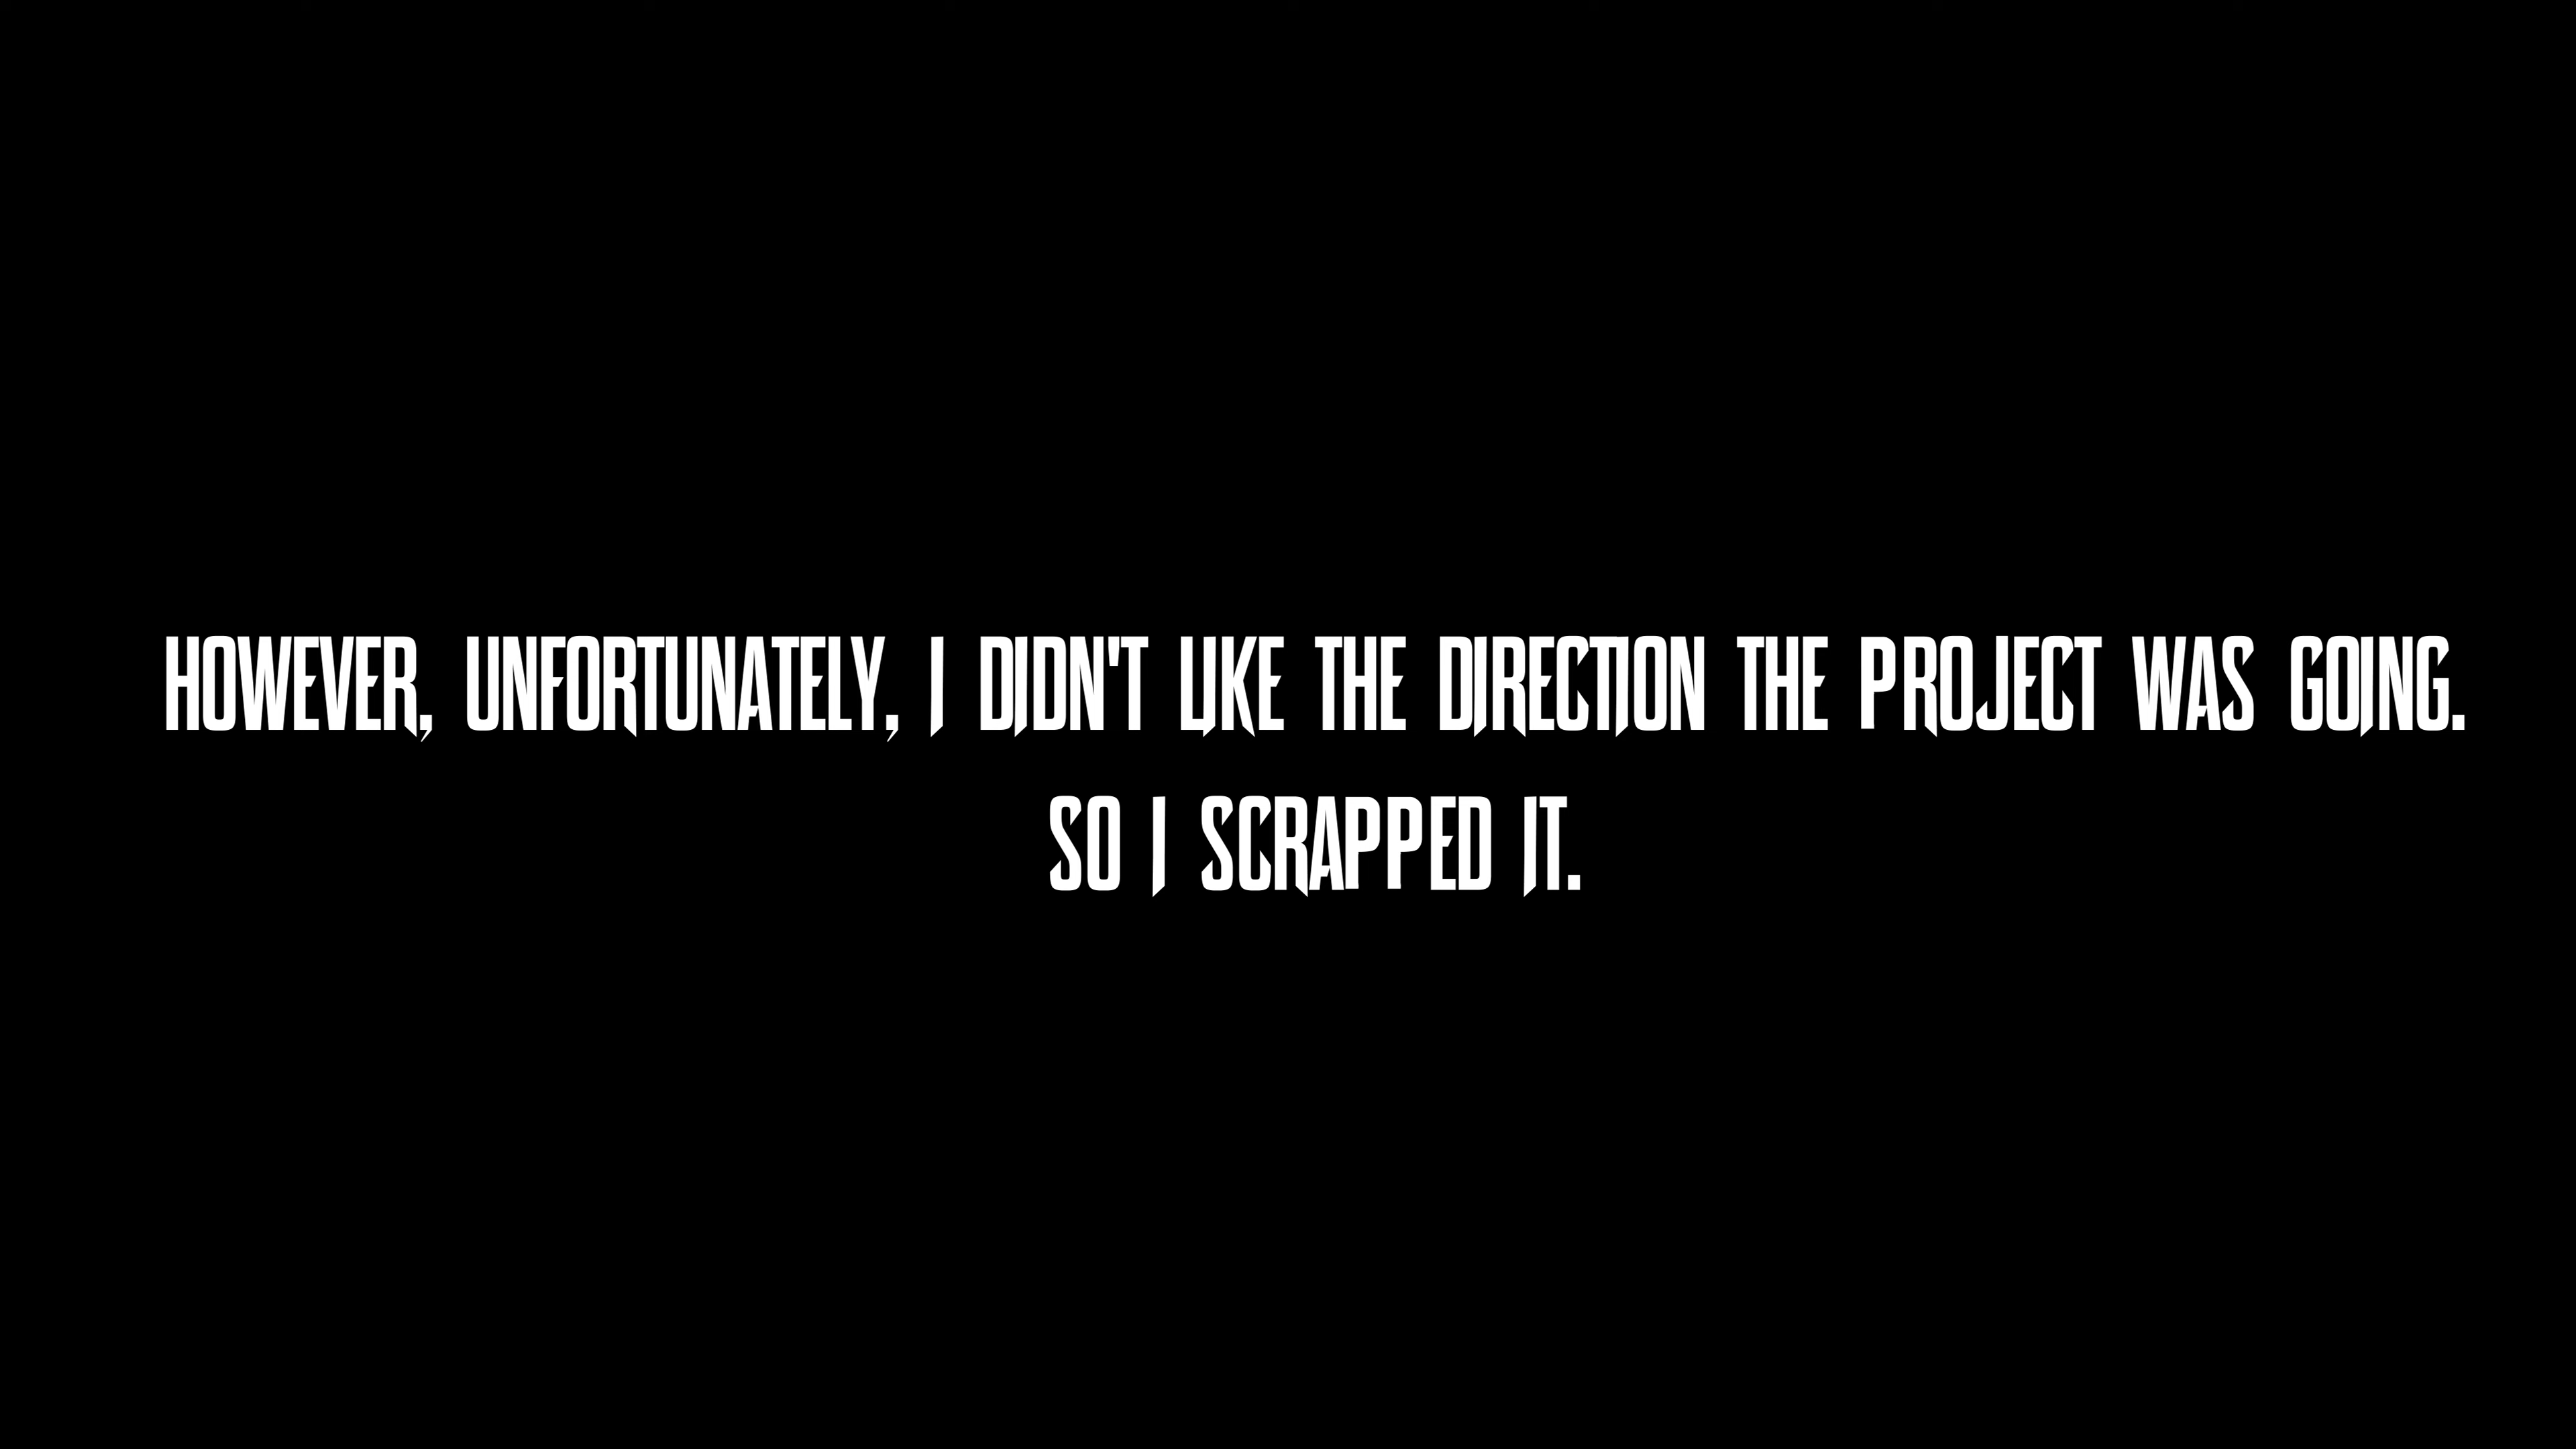 HOWEVER, UNFORTUNATELY, I DIDN'T LIKE THE DIRECTION THE PROJECT WAS GOING.
SO I SCRAPPED IT.